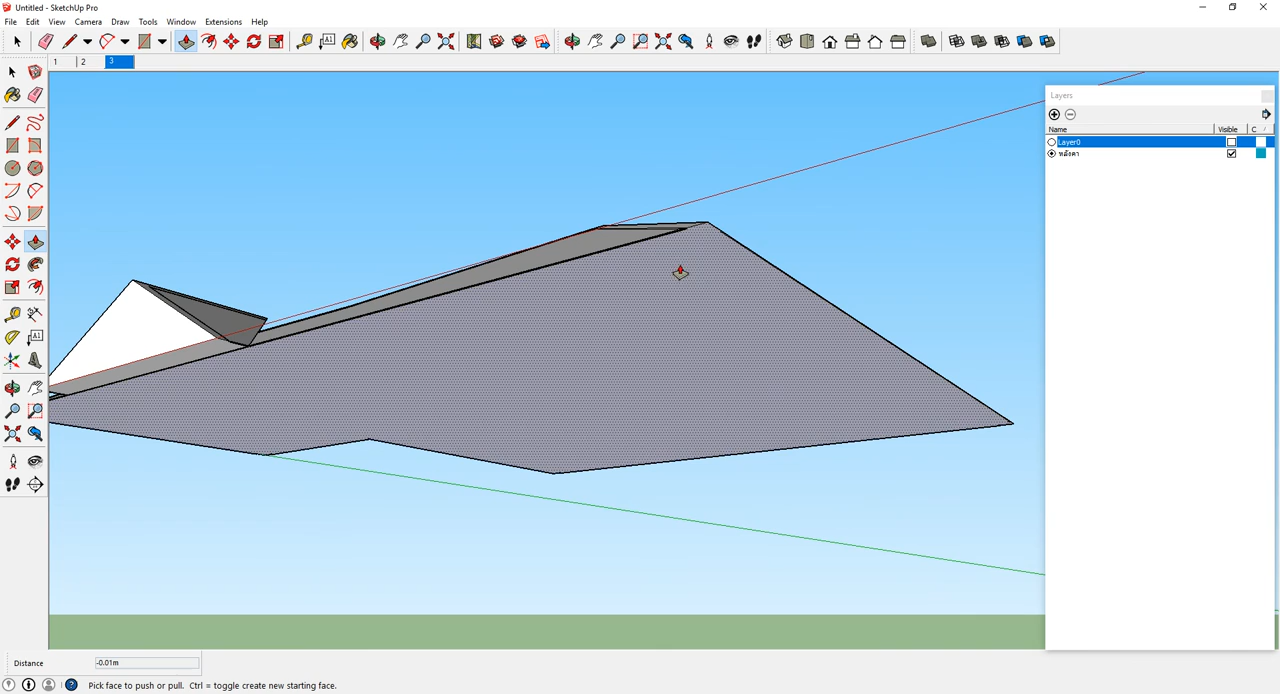 Untitled - SketchUp Pro
File Edit View Camera Draw Tools Window Extensions Help
1 2 3
Layers
Name Visible C
Layer0
หลังคา
A1
A1
Distance -0.01m
Pick face to push or pull. Ctrl = toggle create new starting face.